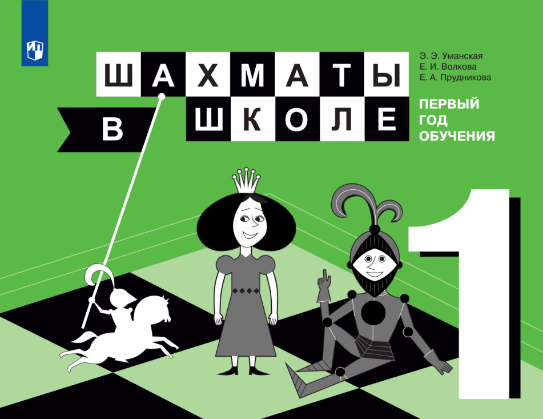 Э. Э. Уманская
Е. И. Волкова
Е. А. Прудникова
ШАХМАТЫ
В ШКОЛЕ
ПЕРВЫЙ
ГОД
ОБУЧЕНИЯ
1